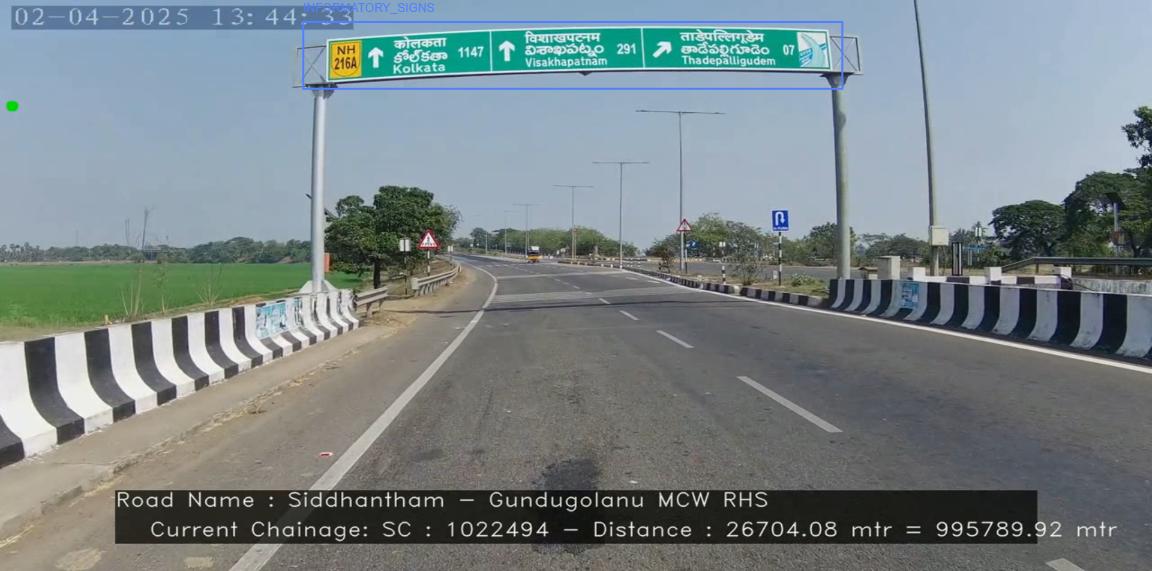 INFORMATORY_SIGNS
02-04-2025 13:44:33
NH
216A
कोलकता
కోల్‌కతా
Kolkata
1147
विशाखपटनम
విశాఖపట్నం
Visakhapatnam
291
ताडेपल्लिगूडेम
తాడేపల్లిగూడెం
Thadepalligudem
07
Road Name : Siddhantham - Gundugolanu MCW RHS
Current Chainage: SC : 1022494 - Distance : 26704.08 mtr = 995789.92 mtr